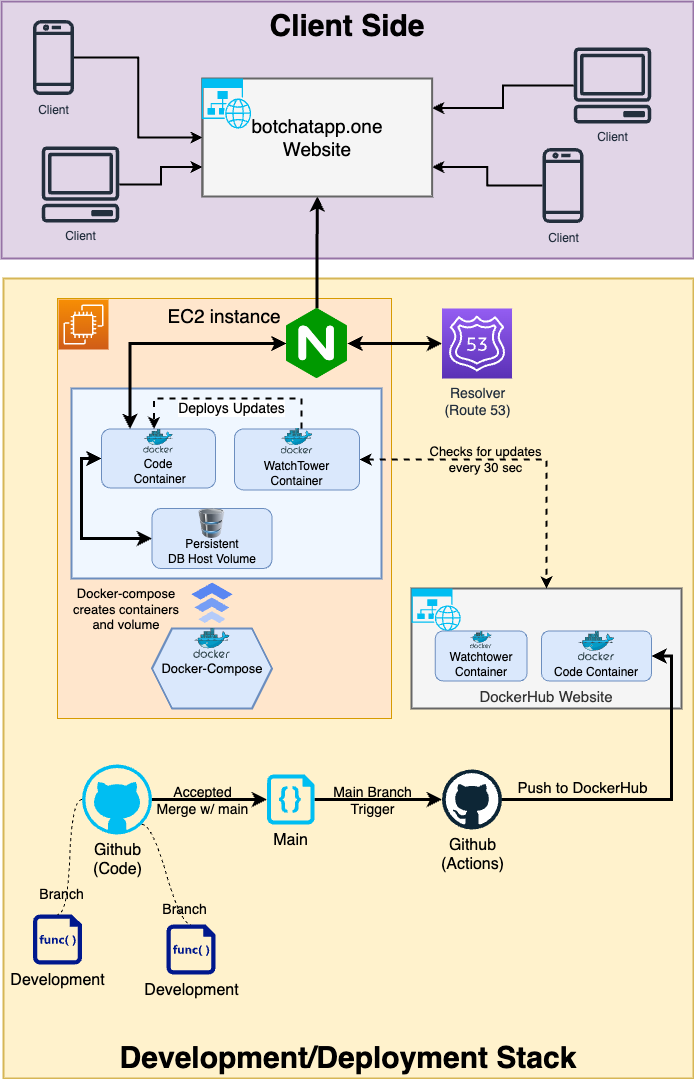 Client Side
Client
Client
botchatapp.one
Website
Client
Client
EC2 instance
N
53
Resolver
(Route 53)
Deploys Updates
docker
Code
Container
docker
WatchTower
Container
Checks for updates
every 30 sec
Persistent
DB Host Volume
Docker-compose
creates containers
and volume
docker
Docker-Compose
docker
Watchtower
Container
docker
Code Container
DockerHub Website
Github
(Code)
Accepted
Merge w/ main
{}
Main
Main Branch
Trigger
Github
(Actions)
Push to DockerHub
Branch
Branch
func( )
Development
func( )
Development
Development/Deployment Stack